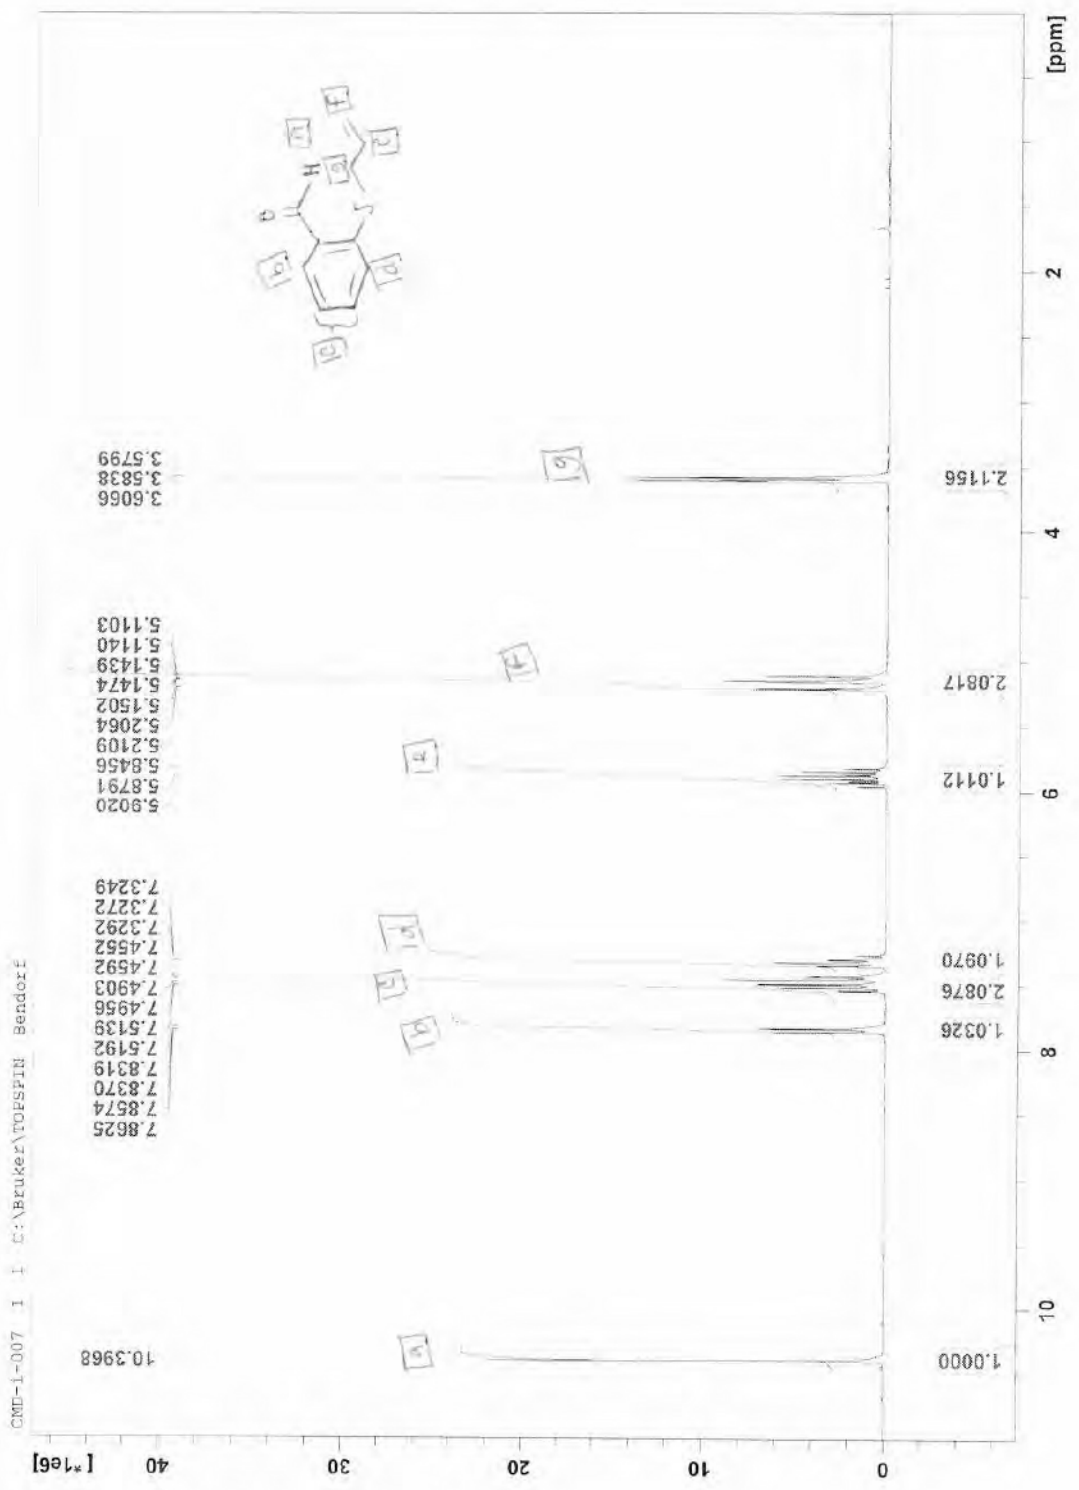 CMD-1-007 1 1 C:\Bruker\TOPSPIN Bendorf
10.3968
7.8625
7.8574
7.8370
7.8319
7.5192
7.5139
7.4956
7.4903
7.4592
7.4552
7.3292
7.3272
7.3249
5.9020
5.8791
5.8456
5.2109
5.2064
5.1502
5.1474
5.1439
5.1140
5.1103
3.6066
3.5838
3.5799
[*1e6]
40
30
20
10
0
a
b
c
d
e
f
g
O
H
a
b
c
d
e
f
g
S
1.0000
1.0326
2.0876
1.0970
1.0112
2.0817
2.1156
10
8
6
4
2
[ppm]